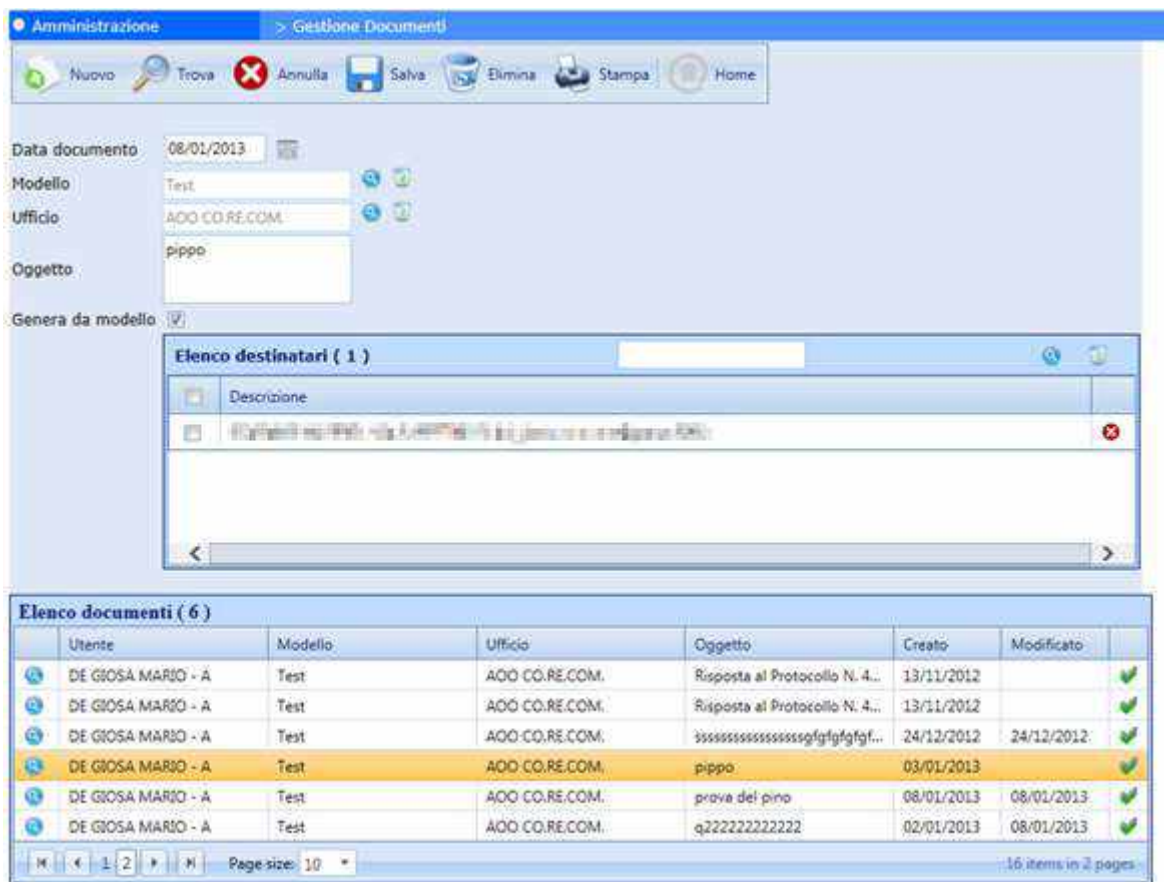 Amministrazione > Gestione Documenti
Nuovo Trova Annulla Salva Elimina Stampa Home
Data documento 08/01/2013
Modello Test
Ufficio AOO CO.RE.COM.
Oggetto pippo
Genera da modello
Elenco destinatari ( 1 )
Descrizione
Elenco documenti ( 6 )
Utente Modello Ufficio Oggetto Creato Modificato
DE GIOSA MARIO - A Test AOO CO.RE.COM. Risposta al Protocollo N. 4... 13/11/2012
DE GIOSA MARIO - A Test AOO CO.RE.COM. Risposta al Protocollo N. 4... 13/11/2012
DE GIOSA MARIO - A Test AOO CO.RE.COM. 24/12/2012 24/12/2012
DE GIOSA MARIO - A Test AOO CO.RE.COM. pippo 03/01/2013
DE GIOSA MARIO - A Test AOO CO.RE.COM. prova del pino 08/01/2013 08/01/2013
DE GIOSA MARIO - A Test AOO CO.RE.COM. q222222222222 02/01/2013 08/01/2013
1 2 Page size: 10 16 items in 2 pages